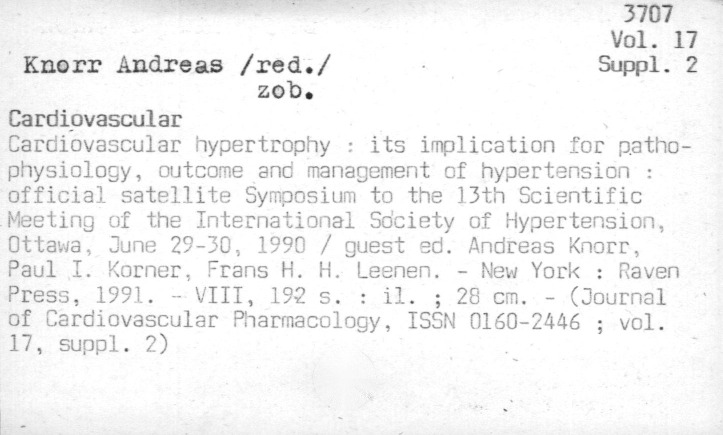 3707
Vol. 17
Suppl. 2
Knorr Andreas /red./
zob.
Cardiovascular
Cardiovascular hypertrophy : its implication for patho-
physiology, outcome and management of hypertension :
official satellite Symposium to the 13th Scientific
Meeting of the International Society of Hypertension,
Ottawa, June 29-30, 1990 / guest ed. Andreas Knorr,
Paul I. Korner, Frans H. H. Leenen. - New York : Raven
Press, 1991. - VIII, 192 s. : il. ; 28 cm. - (Journal
of Cardiovascular Pharmacology, ISSN 0160-2446 ; vol.
17, suppl. 2)